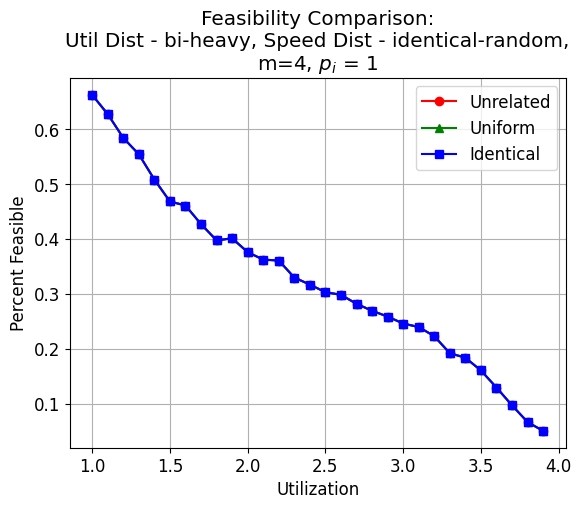 Feasibility Comparison:
Util Dist - bi-heavy, Speed Dist - identical-random,
m=4, $p_i$ = 1
Unrelated
Uniform
Identical
Percent Feasible
0.6
0.5
0.4
0.3
0.2
0.1
1.0 1.5 2.0 2.5 3.0 3.5 4.0
Utilization